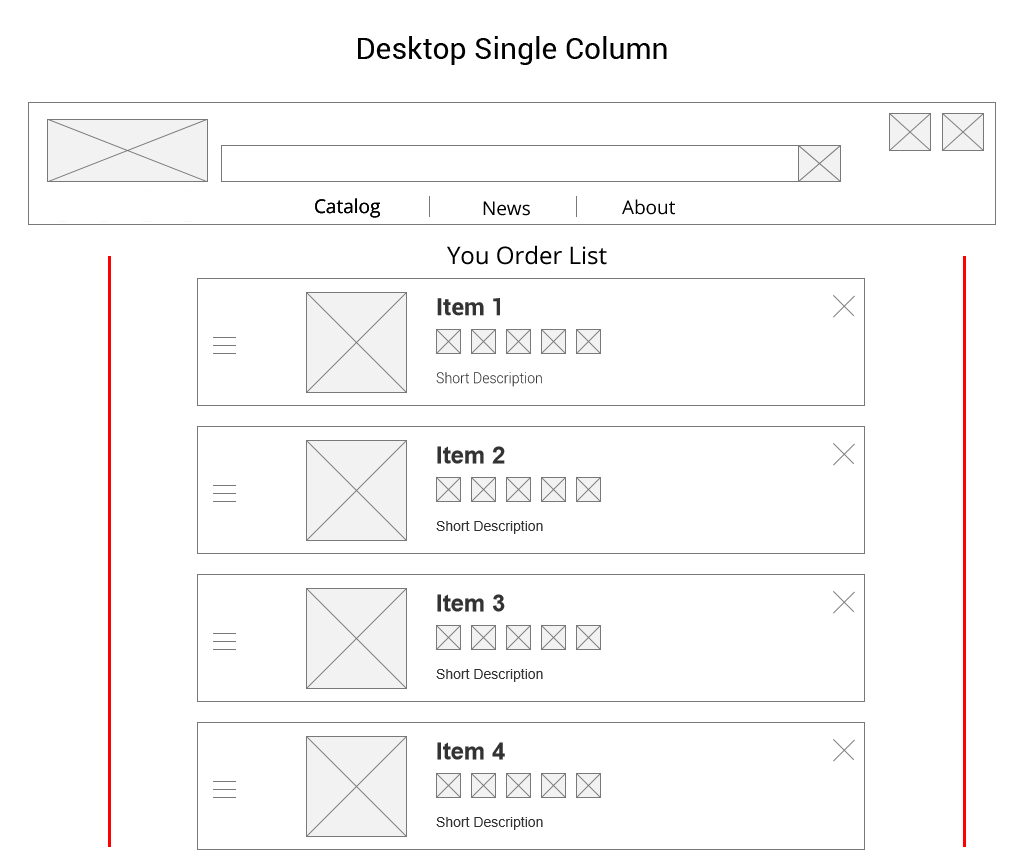 Desktop Single Column
Catalog
News
About
You Order List
Item 1
Short Description
Item 2
Short Description
Item 3
Short Description
Item 4
Short Description